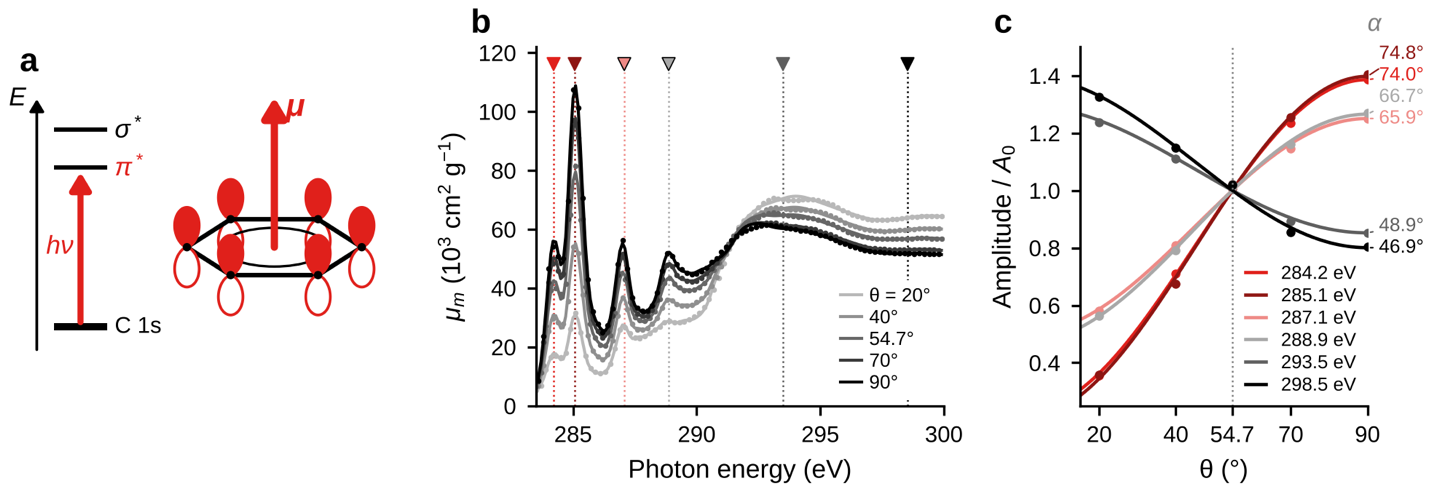 a
E
σ*
π*
hν
C 1s
μ
b
120
100
80
60
40
20
0
μm (10³ cm² g⁻¹)
285
290
295
300
Photon energy (eV)
θ = 20°
40°
54.7°
70°
90°
c
α
1.4
1.2
1.0
0.8
0.6
0.4
Amplitude / A₀
20
40
54.7
70
90
θ (°)
74.8°
74.0°
66.7°
65.9°
48.9°
46.9°
284.2 eV
285.1 eV
287.1 eV
288.9 eV
293.5 eV
298.5 eV